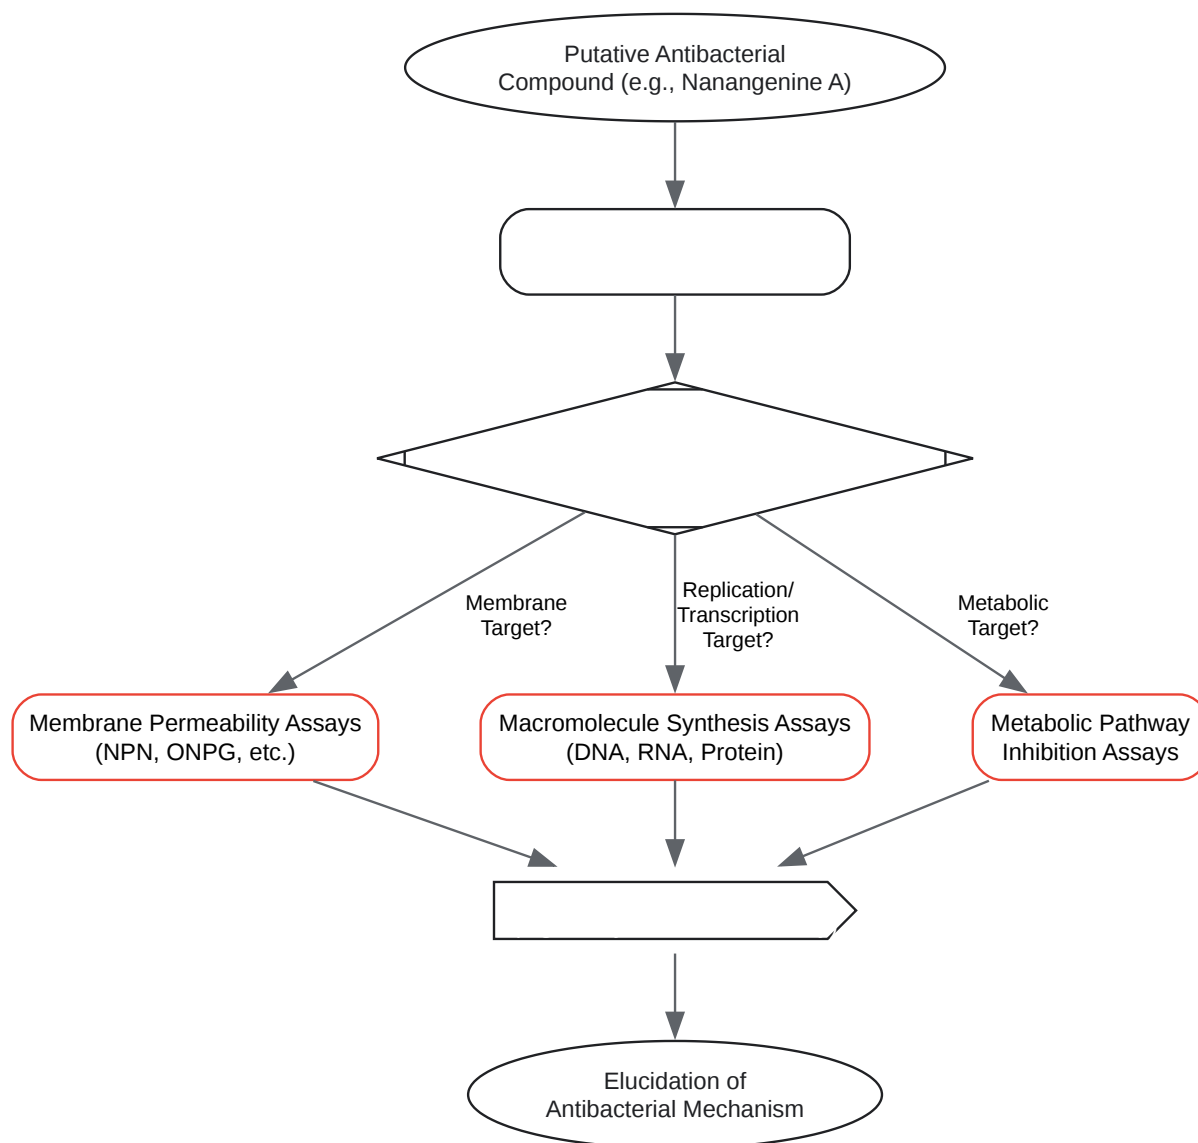 Putative Antibacterial
Compound (e.g., Nanangenine A)
Membrane
Target?
Replication/
Transcription
Target?
Metabolic
Target?
Membrane Permeability Assays
(NPN, ONPG, etc.)
Macromolecule Synthesis Assays
(DNA, RNA, Protein)
Metabolic Pathway
Inhibition Assays
Elucidation of
Antibacterial Mechanism